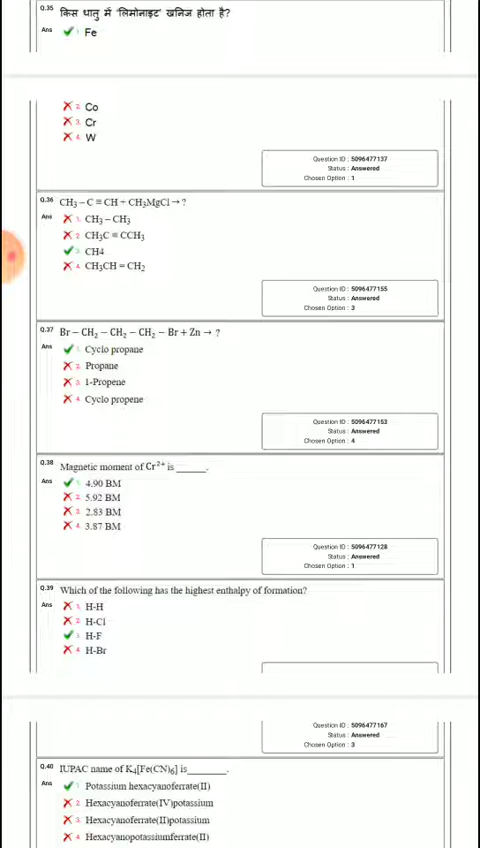 Q.35 किस धातु में 'लिमोनाइट' खनिज होता है?
Ans 1. Fe
2. Co
3. Cr
4. W
Question ID : 5096477137
Status : Answered
Chosen Option : 1
Q.36 CH₃ – C ≡ CH + CH₃MgCl → ?
Ans 1. CH₃ – CH₃
2. CH₃C ≡ CCH₃
3. CH4
4. CH₃CH = CH₂
Question ID : 5096477155
Status : Answered
Chosen Option : 3
Q.37 Br – CH₂ – CH₂ – CH₂ – Br + Zn → ?
Ans 1. Cyclo propane
2. Propane
3. 1-Propene
4. Cyclo propene
Question ID : 5096477153
Status : Answered
Chosen Option : 4
Q.38 Magnetic moment of Cr²⁺ is ______.
Ans 1. 4.90 BM
2. 5.92 BM
3. 2.83 BM
4. 3.87 BM
Question ID : 5096477128
Status : Answered
Chosen Option : 1
Q.39 Which of the following has the highest enthalpy of formation?
Ans 1. H-H
2. H-Cl
3. H-F
4. H-Br
Question ID : 5096477167
Status : Answered
Chosen Option : 3
Q.40 IUPAC name of K₄[Fe(CN)₆] is________.
Ans 1. Potassium hexacyanoferrate(II)
2. Hexacyanoferrate(IV)potassium
3. Hexacyanoferrate(II)potassium
4. Hexacyanopotassiumferrate(II)